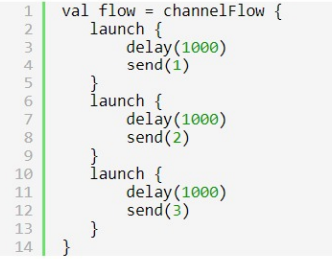 1 val flow = channelFlow {
2     launch {
3         delay(1000)
4         send(1)
5     }
6     launch {
7         delay(1000)
8         send(2)
9     }
10     launch {
11         delay(1000)
12         send(3)
13     }
14 }